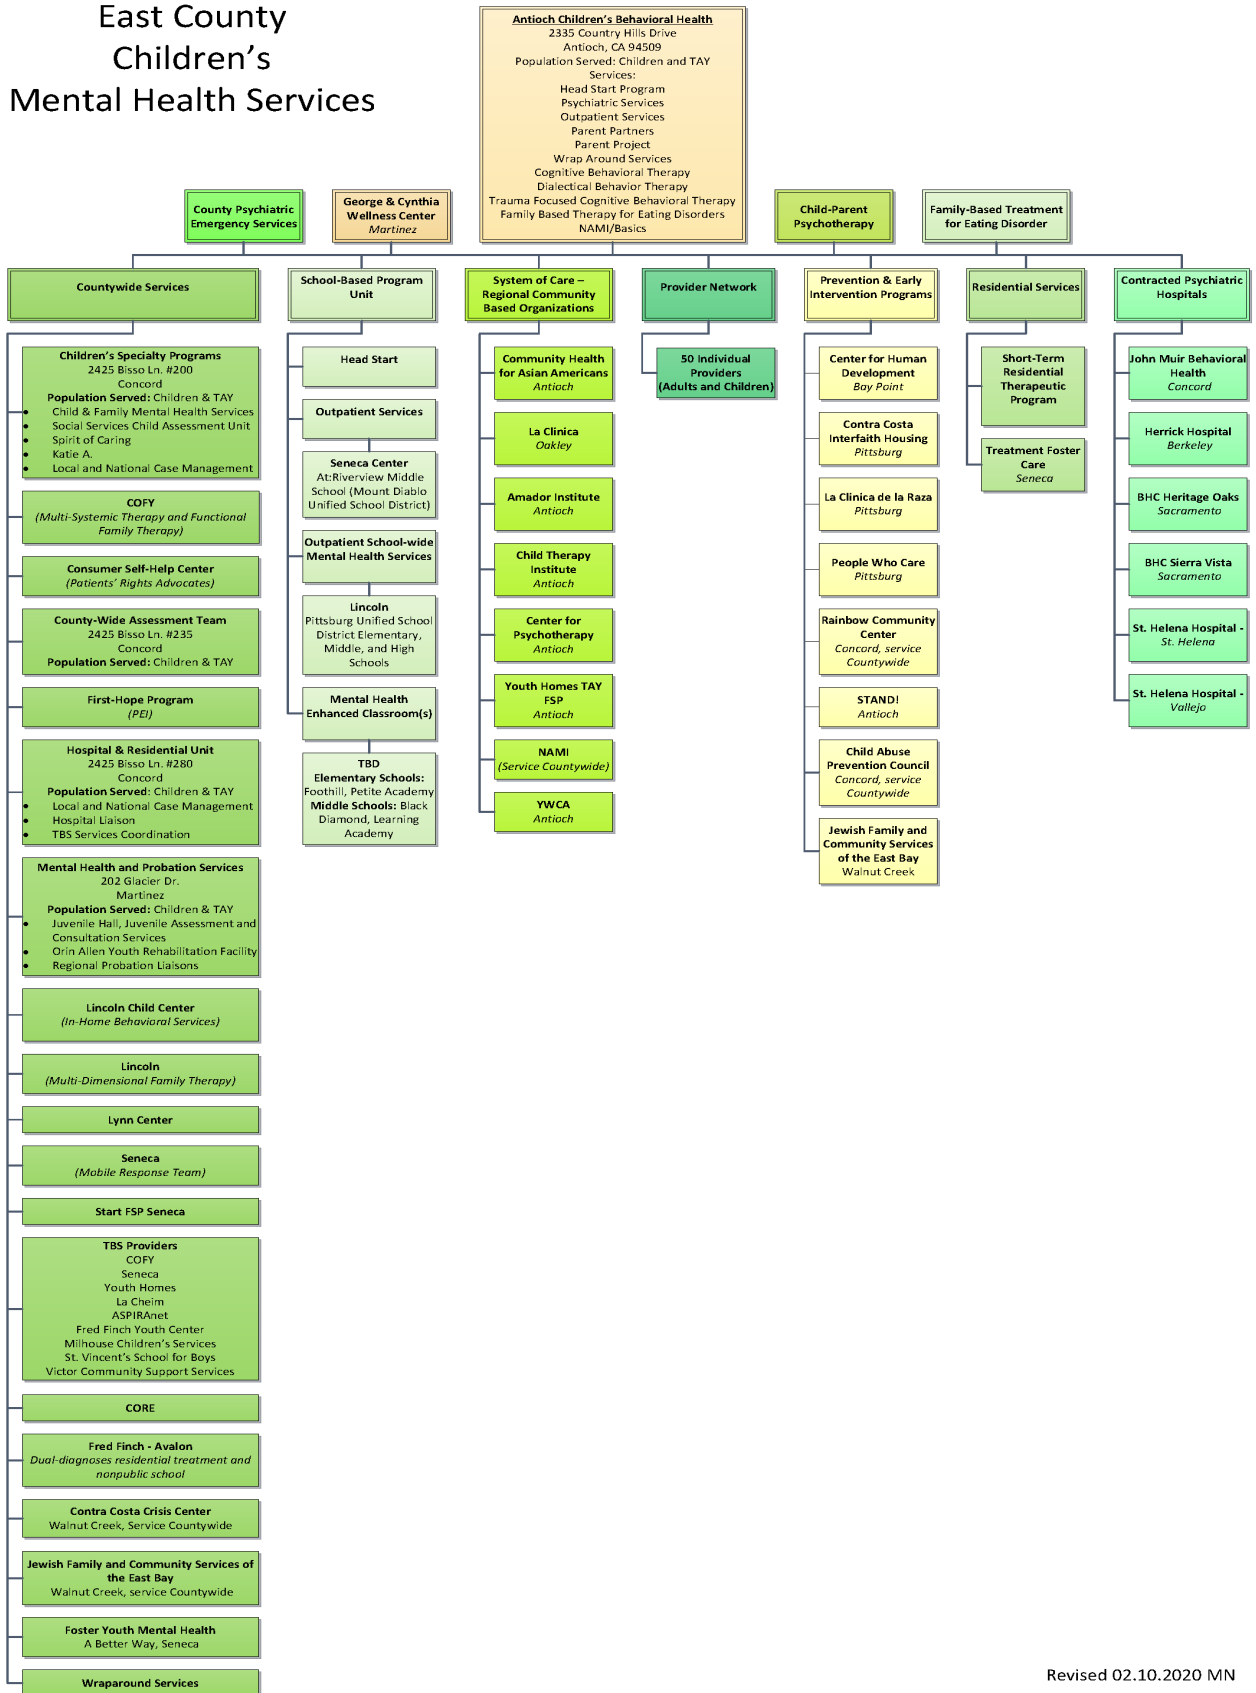 East County
Children's
Mental Health Services
Antioch Children's Behavioral Health
2335 Country Hills Drive
Antioch, CA 94509
Population Served: Children and TAY
Services:
Head Start Program
Psychiatric Services
Outpatient Services
Parent Partners
Parent Project
Wrap Around Services
Cognitive Behavioral Therapy
Dialectical Behavior Therapy
Trauma Focused Cognitive Behavioral Therapy
Family Based Therapy for Eating Disorders
NAMI/Basics
County Psychiatric
Emergency Services
George & Cynthia
Wellness Center
Martinez
Child-Parent
Psychotherapy
Family-Based Treatment
for Eating Disorder
Countywide Services
Children's Specialty Programs
2425 Bisso Ln. #200
Concord
Population Served: Children & TAY
• Child & Family Mental Health Services
• Social Services Child Assessment Unit
• Spirit of Caring
• Katie A.
• Local and National Case Management
COFY
(Multi-Systemic Therapy and Functional
Family Therapy)
Consumer Self-Help Center
(Patients' Rights Advocates)
County-Wide Assessment Team
2425 Bisso Ln. #235
Concord
Population Served: Children & TAY
First-Hope Program
(PEI)
Hospital & Residential Unit
2425 Bisso Ln. #280
Concord
Population Served: Children & TAY
• Local and National Case Management
• Hospital Liaison
• TBS Services Coordination
Mental Health and Probation Services
202 Glacier Dr.
Martinez
Population Served: Children & TAY
• Juvenile Hall, Juvenile Assessment and
Consultation Services
• Orin Allen Youth Rehabilitation Facility
• Regional Probation Liaisons
Lincoln Child Center
(In-Home Behavioral Services)
Lincoln
(Multi-Dimensional Family Therapy)
Lynn Center
Seneca
(Mobile Response Team)
Start FSP Seneca
TBS Providers
COFY
Seneca
Youth Homes
La Cheim
ASPIRAnet
Fred Finch Youth Center
Milhouse Children's Services
St. Vincent's School for Boys
Victor Community Support Services
CORE
Fred Finch - Avalon
Dual-diagnoses residential treatment and
nonpublic school
Contra Costa Crisis Center
Walnut Creek, Service Countywide
Jewish Family and Community Services of
the East Bay
Walnut Creek, service Countywide
Foster Youth Mental Health
A Better Way, Seneca
Wraparound Services
School-Based Program
Unit
Head Start
Outpatient Services
Seneca Center
At:Riverview Middle
School (Mount Diablo
Unified School District)
Outpatient School-wide
Mental Health Services
Lincoln
Pittsburg Unified School
District Elementary,
Middle, and High
Schools
Mental Health
Enhanced Classroom(s)
TBD
Elementary Schools:
Foothill, Petite Academy
Middle Schools: Black
Diamond, Learning
Academy
System of Care –
Regional Community
Based Organizations
Community Health
for Asian Americans
Antioch
La Clinica
Oakley
Amador Institute
Antioch
Child Therapy
Institute
Antioch
Center for
Psychotherapy
Antioch
Youth Homes TAY
FSP
Antioch
NAMI
(Service Countywide)
YWCA
Antioch
Provider Network
50 Individual
Providers
(Adults and Children)
Prevention & Early
Intervention Programs
Center for Human
Development
Bay Point
Contra Costa
Interfaith Housing
Pittsburg
La Clinica de la Raza
Pittsburg
People Who Care
Pittsburg
Rainbow Community
Center
Concord, service
Countywide
STAND!
Antioch
Child Abuse
Prevention Council
Concord, service
Countywide
Jewish Family and
Community Services
of the East Bay
Walnut Creek
Residential Services
Short-Term
Residential
Therapeutic
Program
Treatment Foster
Care
Seneca
Contracted Psychiatric
Hospitals
John Muir Behavioral
Health
Concord
Herrick Hospital
Berkeley
BHC Heritage Oaks
Sacramento
BHC Sierra Vista
Sacramento
St. Helena Hospital -
St. Helena
St. Helena Hospital -
Vallejo
Revised 02.10.2020 MN